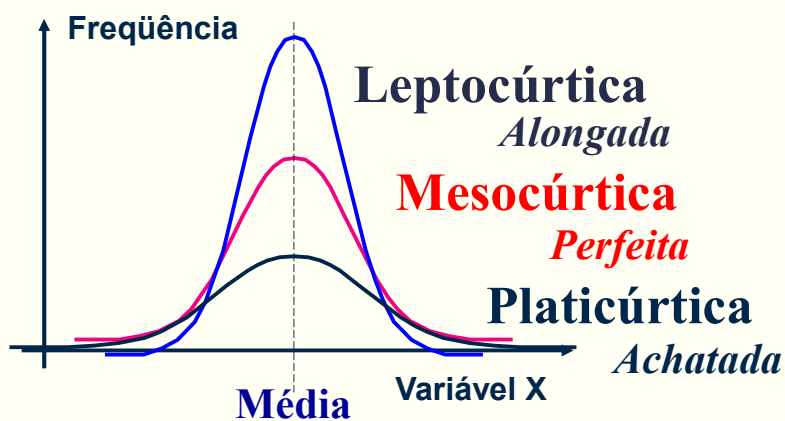 Freqüência
Leptocúrtica
Alongada
Mesocúrtica
Perfeita
Platicúrtica
Achatada
Variável X
Média